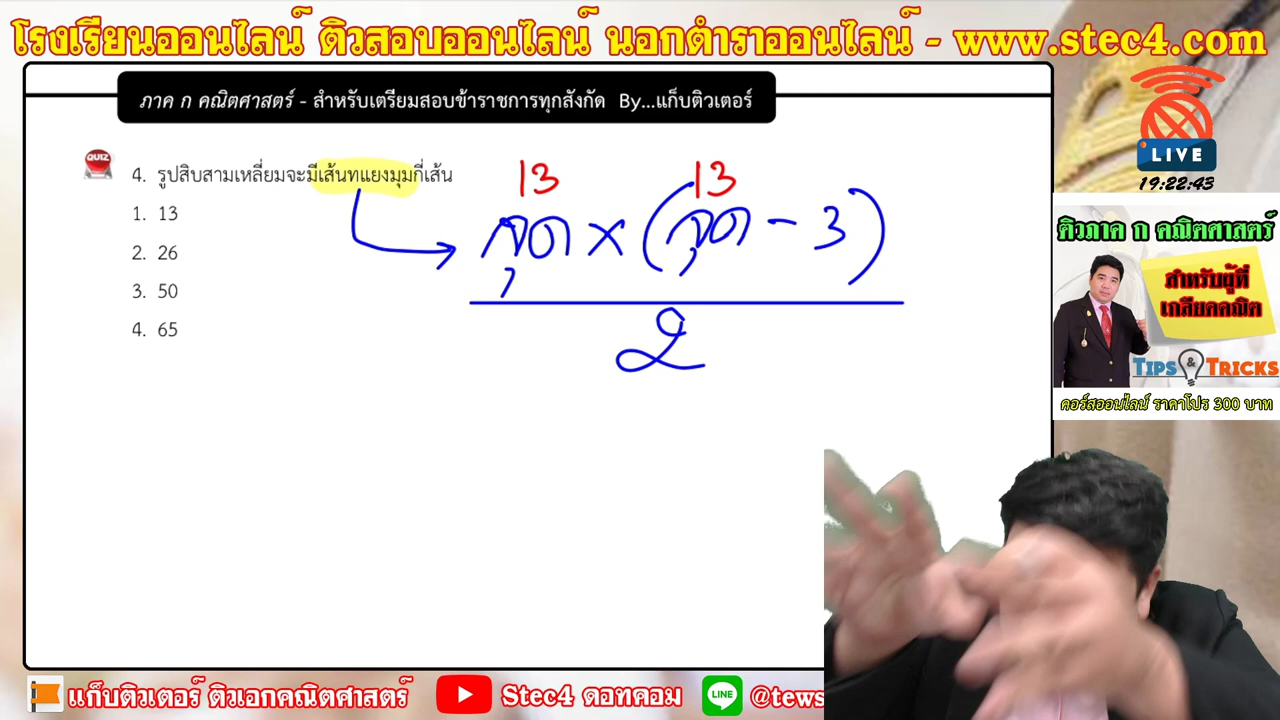 โรงเรียนออนไลน์ ติวสอบออนไลน์ นอกตำราออนไลน์ - www.stec4.com
ภาค ก คณิตศาสตร์ - สำหรับเตรียมสอบข้าราชการทุกสังกัด By...แก็บติวเตอร์
LIVE
19:22:43
QUIZ
4. รูปสิบสามเหลี่ยมจะมีเส้นทแยงมุมกี่เส้น
1. 13
2. 26
3. 50
4. 65
13 13
จุด × (จุด - 3)
2
ติวภาค ก คณิตศาสตร์
สำหรับผู้ที่
เกลียดคณิต
TIPS & TRICKS
คอร์สออนไลน์ ราคาโปร 300 บาท
แก็บติวเตอร์ ติวเอกคณิตศาสตร์ Stec4 ดอทคอม LINE @tews